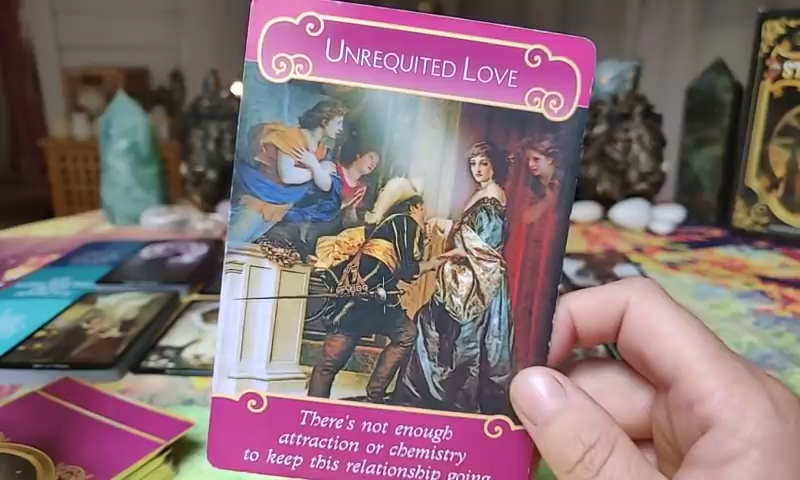 UNREQUITED LOVE
There's not enough
attraction or chemistry
to keep this relationship going